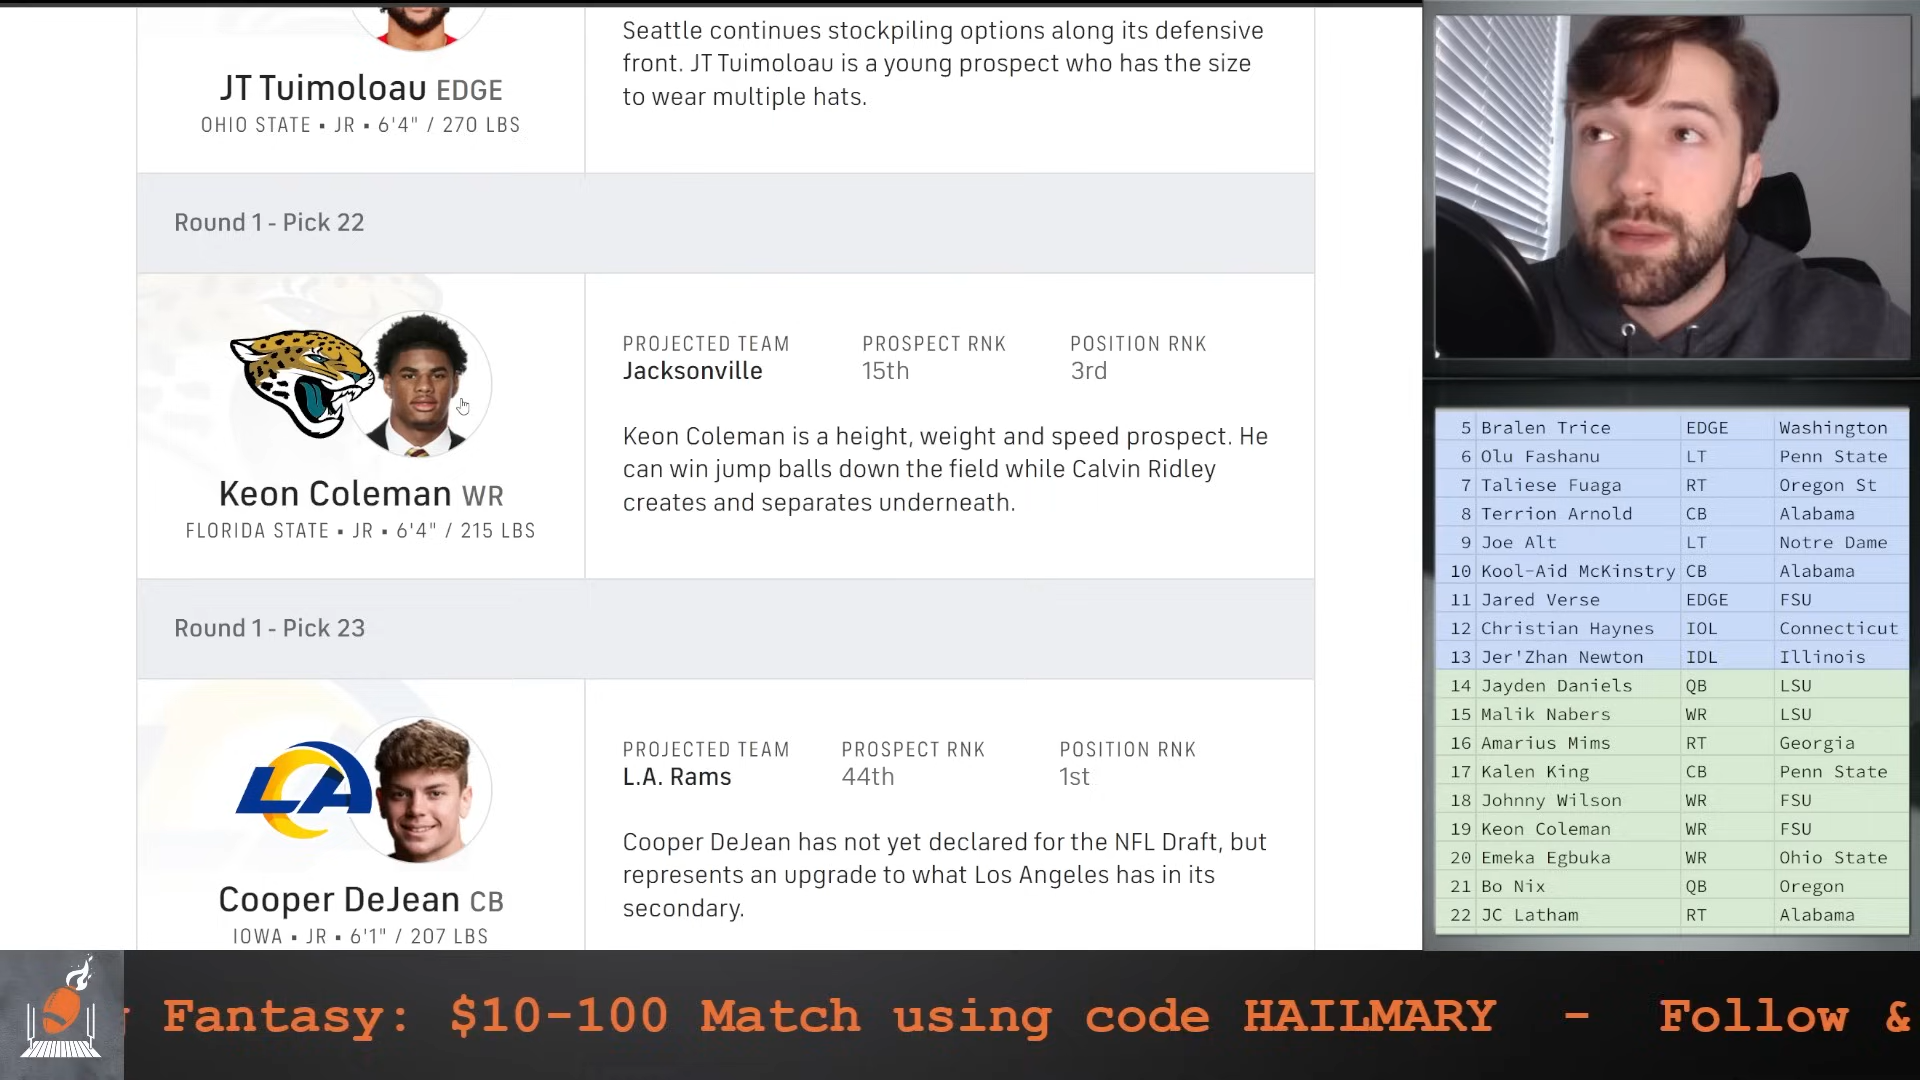 Seattle continues stockpiling options along its defensive
front. JT Tuimoloau is a young prospect who has the size
to wear multiple hats.
JT Tuimoloau EDGE
OHIO STATE • JR • 6'4" / 270 LBS
Round 1 - Pick 22
PROJECTED TEAM PROSPECT RNK POSITION RNK
Jacksonville 15th 3rd
Keon Coleman is a height, weight and speed prospect. He
can win jump balls down the field while Calvin Ridley
creates and separates underneath.
Keon Coleman WR
FLORIDA STATE • JR • 6'4" / 215 LBS
Round 1 - Pick 23
LA
PROJECTED TEAM PROSPECT RNK POSITION RNK
L.A. Rams 44th 1st
Cooper DeJean has not yet declared for the NFL Draft, but
represents an upgrade to what Los Angeles has in its
secondary.
Cooper DeJean CB
IOWA • JR • 6'1" / 207 LBS
5 Bralen Trice EDGE Washington
6 Olu Fashanu LT Penn State
7 Taliese Fuaga RT Oregon St
8 Terrion Arnold CB Alabama
9 Joe Alt LT Notre Dame
10 Kool-Aid McKinstry CB Alabama
11 Jared Verse EDGE FSU
12 Christian Haynes IOL Connecticut
13 Jer'Zhan Newton IDL Illinois
14 Jayden Daniels QB LSU
15 Malik Nabers WR LSU
16 Amarius Mims RT Georgia
17 Kalen King CB Penn State
18 Johnny Wilson WR FSU
19 Keon Coleman WR FSU
20 Emeka Egbuka WR Ohio State
21 Bo Nix QB Oregon
22 JC Latham RT Alabama
Fantasy: $10-100 Match using code HAILMARY - Follow &